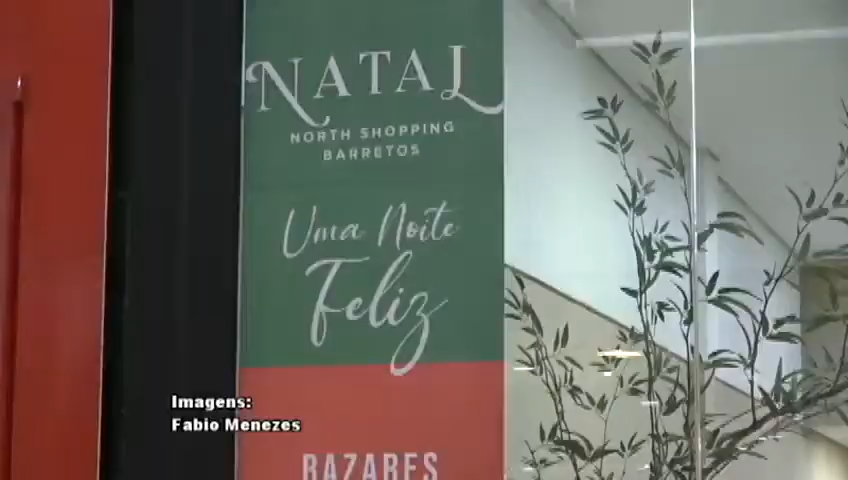 NATAL
NORTH SHOPPING
BARRETOS
Uma Noite
Feliz
BAZARES
Imagens:
Fabio Menezes